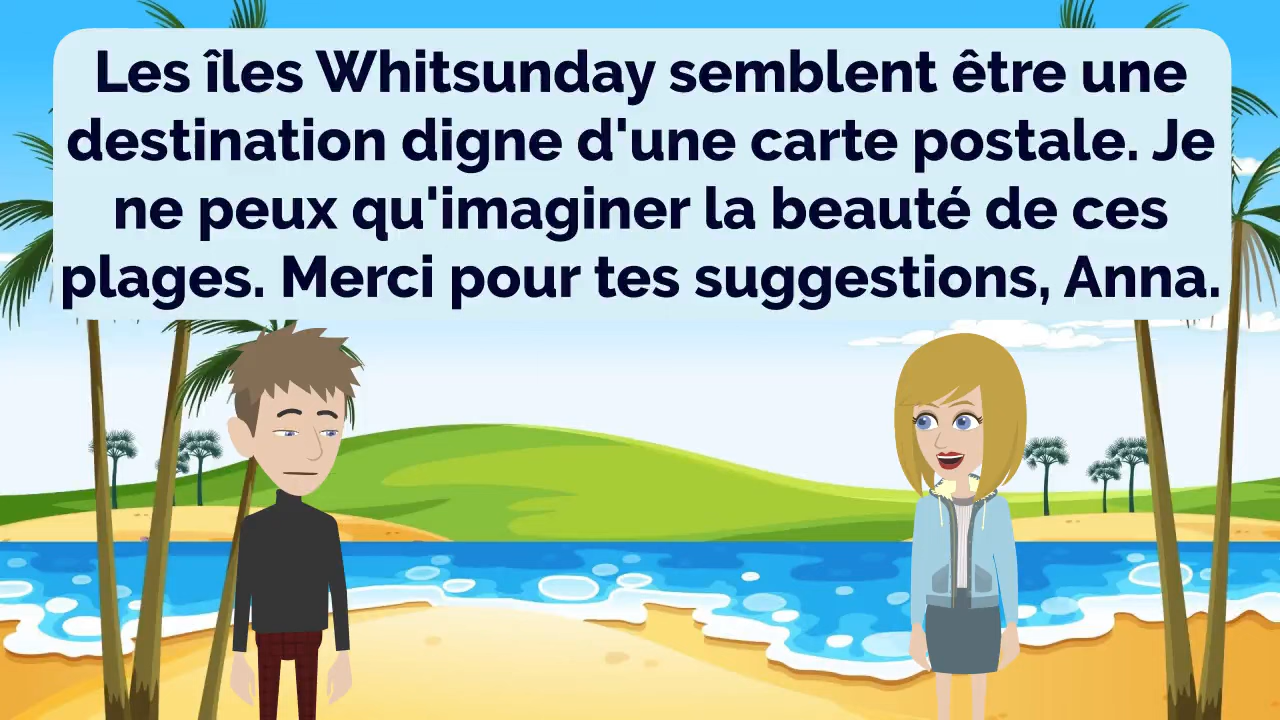 Les îles Whitsunday semblent être une
destination digne d'une carte postale. Je
ne peux qu'imaginer la beauté de ces
plages. Merci pour tes suggestions, Anna.